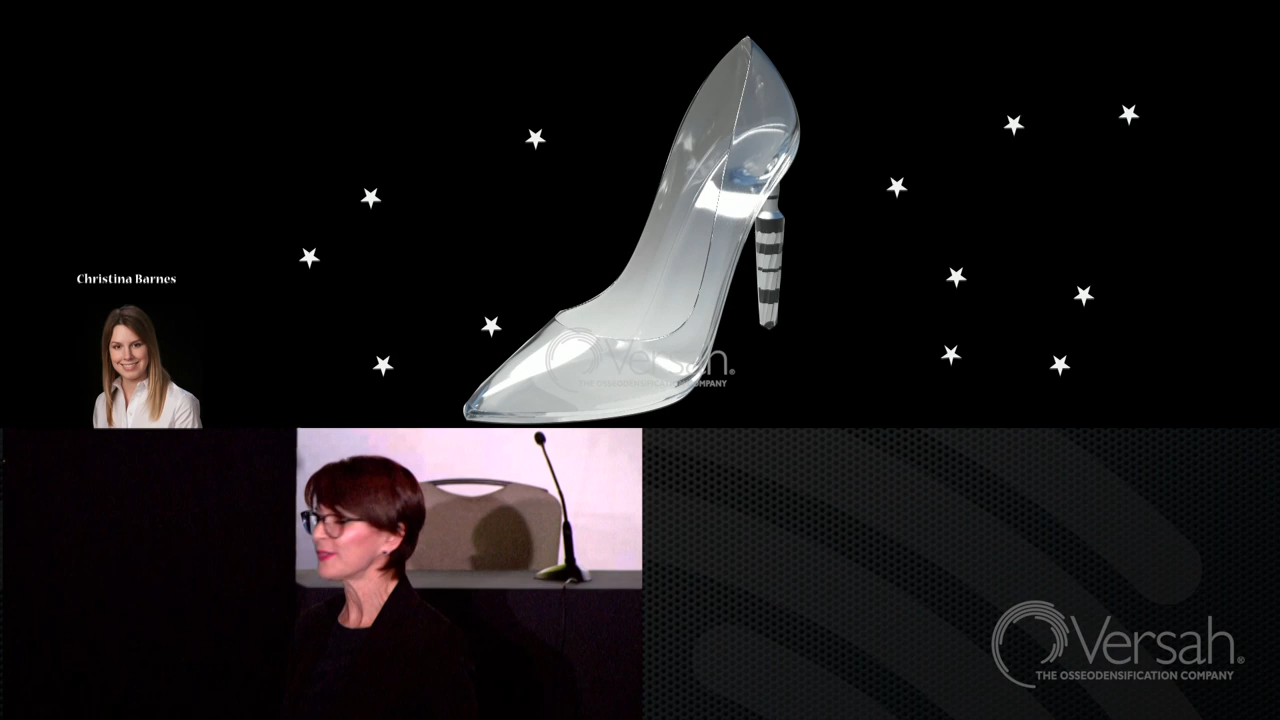 Christina Barnes
Versah®
THE OSSEODENSIFICATION COMPANY
Versah®
THE OSSEODENSIFICATION COMPANY